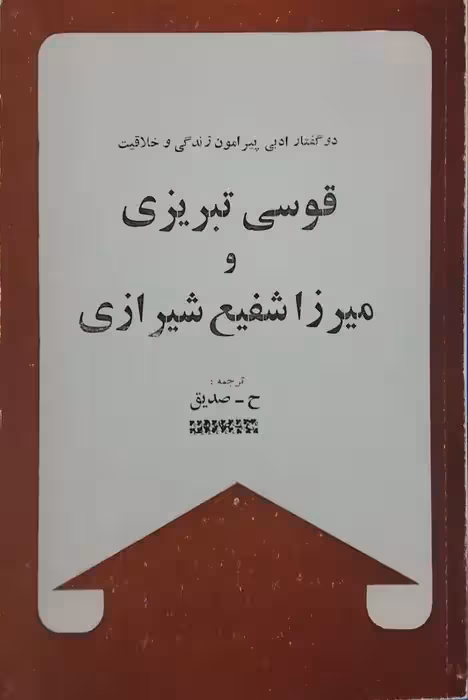 دو گفتار ادبی پیرامون زندگی و خلاقیت
قوسی تبریزی
و
میرزا شفیع شیرازی
ترجمه :
ح - صدیق